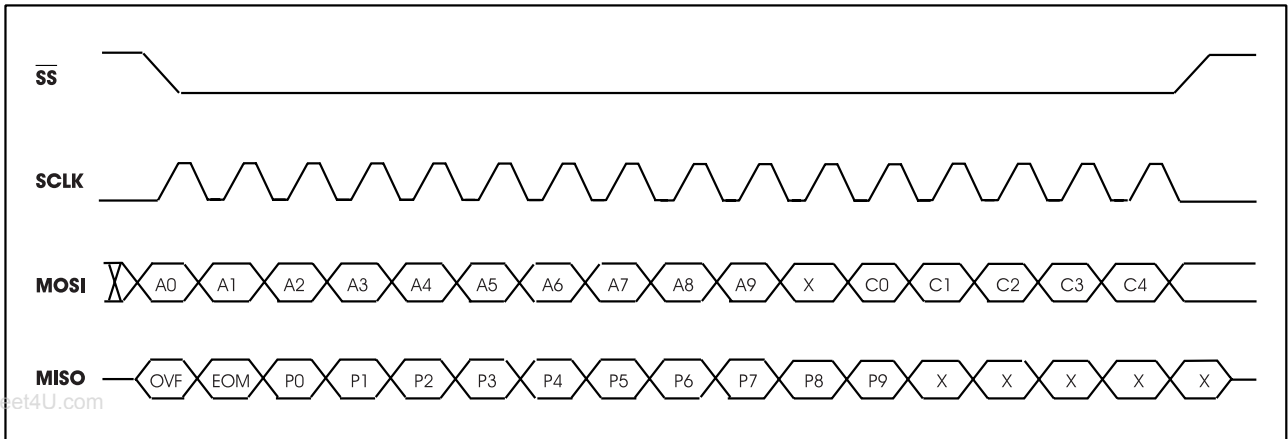 SS
SCLK
MOSI A0 A1 A2 A3 A4 A5 A6 A7 A8 A9 X C0 C1 C2 C3 C4
MISO OVF EOM P0 P1 P2 P3 P4 P5 P6 P7 P8 P9 X X X X X
eet4U.com